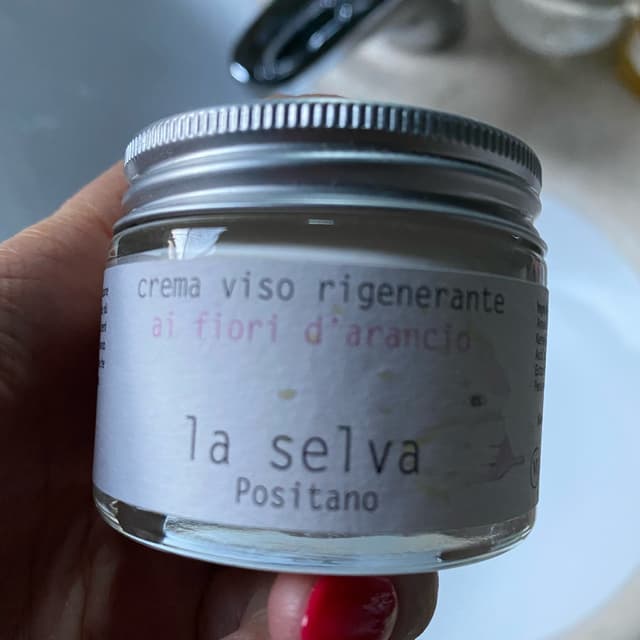 crema viso rigenerante
ai fiori d'arancio
la selva
Positano